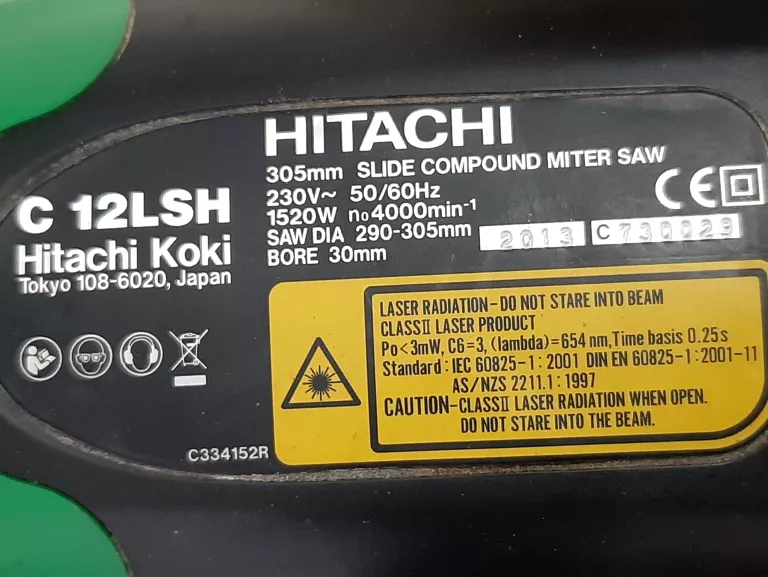 C 12LSH
Hitachi Koki
Tokyo 108-6020, Japan
HITACHI
305mm SLIDE COMPOUND MITER SAW
230V~ 50/60Hz
1520W n₀4000min⁻¹
SAW DIA 290-305mm
BORE 30mm
2013 C730029
CE
LASER RADIATION-DO NOT STARE INTO BEAM
CLASSⅡ LASER PRODUCT
Po<3mW, C6=3, (lambda)=654 nm, Time basis 0.25s
Standard : IEC 60825-1 : 2001 DIN EN 60825-1 : 2001-11
AS/NZS 2211.1 : 1997
CAUTION-CLASSⅡ LASER RADIATION WHEN OPEN.
DO NOT STARE INTO THE BEAM.
C334152R